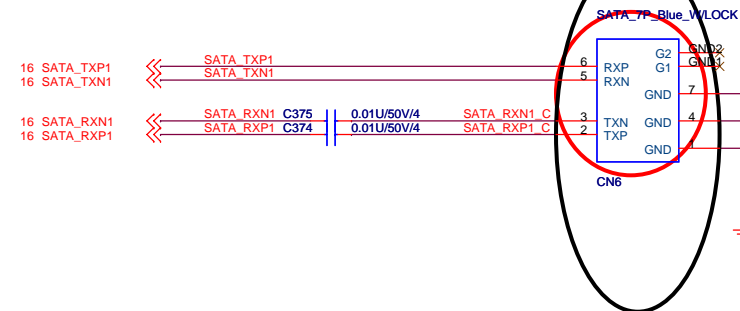 SATA_7P_Blue_W/LOCK
16 SATA_TXP1 SATA_TXP1 6 RXP G2 GND2
16 SATA_TXN1 SATA_TXN1 5 RXN G1 GND1
GND 7
16 SATA_RXN1 SATA_RXN1 C375 0.01U/50V/4 SATA_RXN1_C 3 TXN GND 4
16 SATA_RXP1 SATA_RXP1 C374 0.01U/50V/4 SATA_RXP1_C 2 TXP
GND 1
CN6